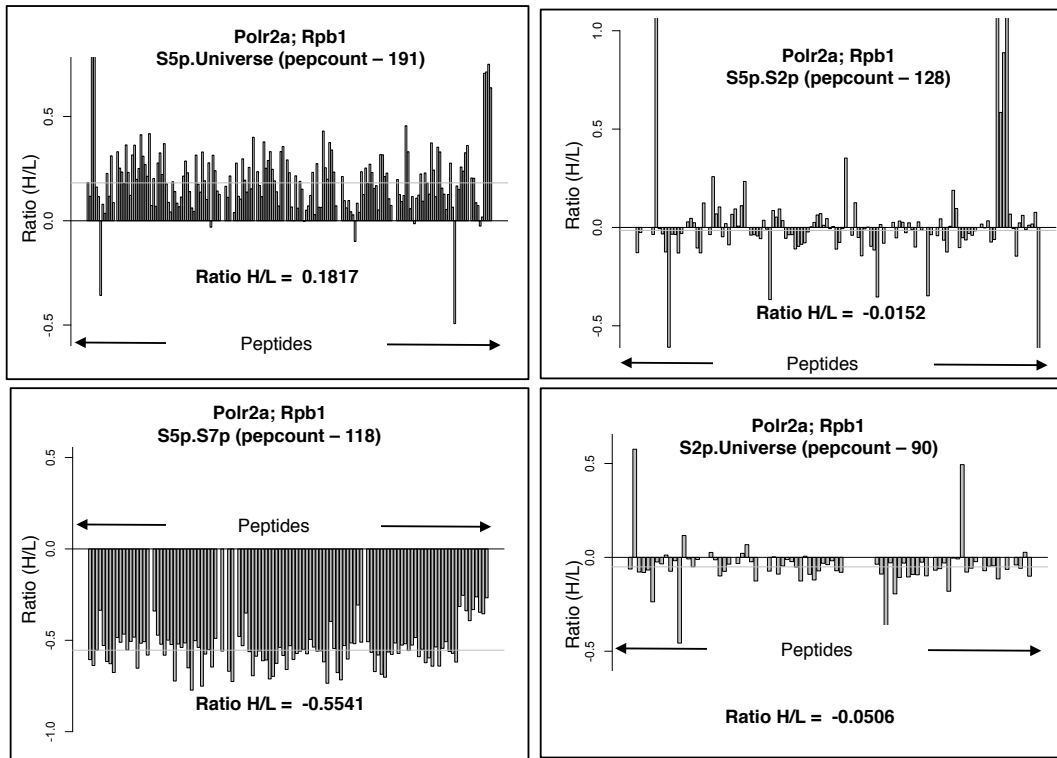 Polr2a; Rpb1
S5p.Universe (pepcount – 191)
Ratio (H/L)
0.5
0.0
-0.5
Ratio H/L = 0.1817
Peptides
Polr2a; Rpb1
S5p.S2p (pepcount – 128)
Ratio (H/L)
1.0
0.5
0.0
-0.5
Ratio H/L = -0.0152
Peptides
Polr2a; Rpb1
S5p.S7p (pepcount – 118)
Ratio (H/L)
0.5
Peptides
0.0
-0.5
Ratio H/L = -0.5541
-1.0
Polr2a; Rpb1
S2p.Universe (pepcount – 90)
Ratio (H/L)
0.5
0.0
-0.5
Peptides
Ratio H/L = -0.0506